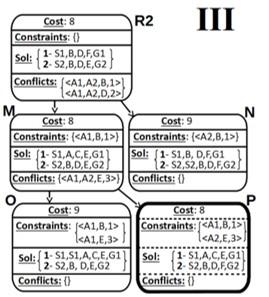 III
R2
Cost: 8
Constraints: {}
Sol: { 1- S1,B,D,F,G1
2- S2,B,D,E,G2 }
Conflicts: {<A1,A2,B,1>
<A1,A2,D,2>}
M
Cost: 8
Constraints: {<A1,B,1>}
Sol: { 1- S1,A,C,E,G1
2- S2,B,D,E,G2 }
Conflicts: {<A1,A2,E,3>}
N
Cost: 9
Constraints: {<A2,B,1>}
Sol: { 1- S1,B, D,F,G1
2- S2,S2,B,D,F,G2 }
Conflicts: {}
O
Cost: 9
Constraints: {<A1,B,1>
<A1,E,3>}
Sol: { 1- S1,S1,A,C,E,G1
2- S2,B, D,E,G2 }
Conflicts: {}
P
Cost: 8
Constraints: {<A1,B,1>
<A2,E,3>}
Sol: { 1- S1,A,C,E,G1
2- S2,B,D,F,G2 }
Conflicts: {}